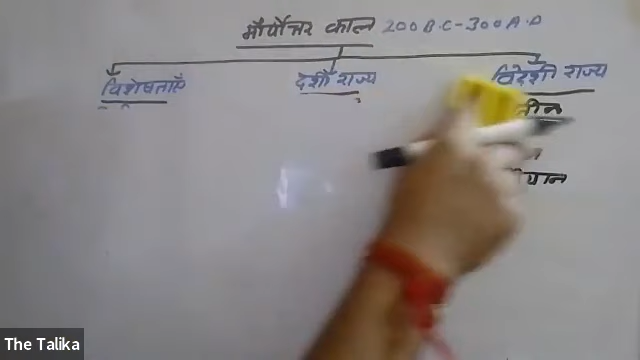 मौर्योत्तर काल 200 B.C-300 A.D
विशेषताएँ देशी राज्य विदेशी राज्य
The Talika